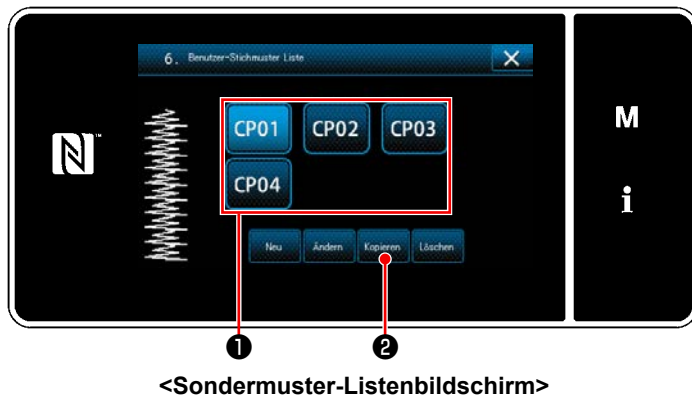 6. Benutzer-Stichmuster Liste
CP01 CP02 CP03
CP04
Neu Ändern Kopieren Löschen
M
i
❶ ❷
<Sondermuster-Listenbildschirm>